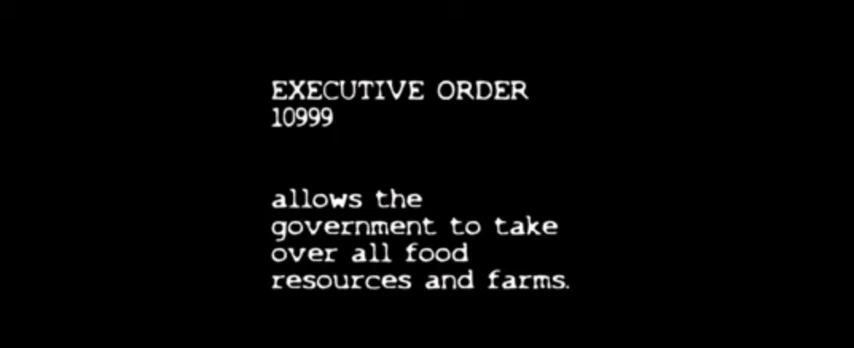 EXECUTIVE ORDER
10999
allows the
government to take
over all food
resources and farms.